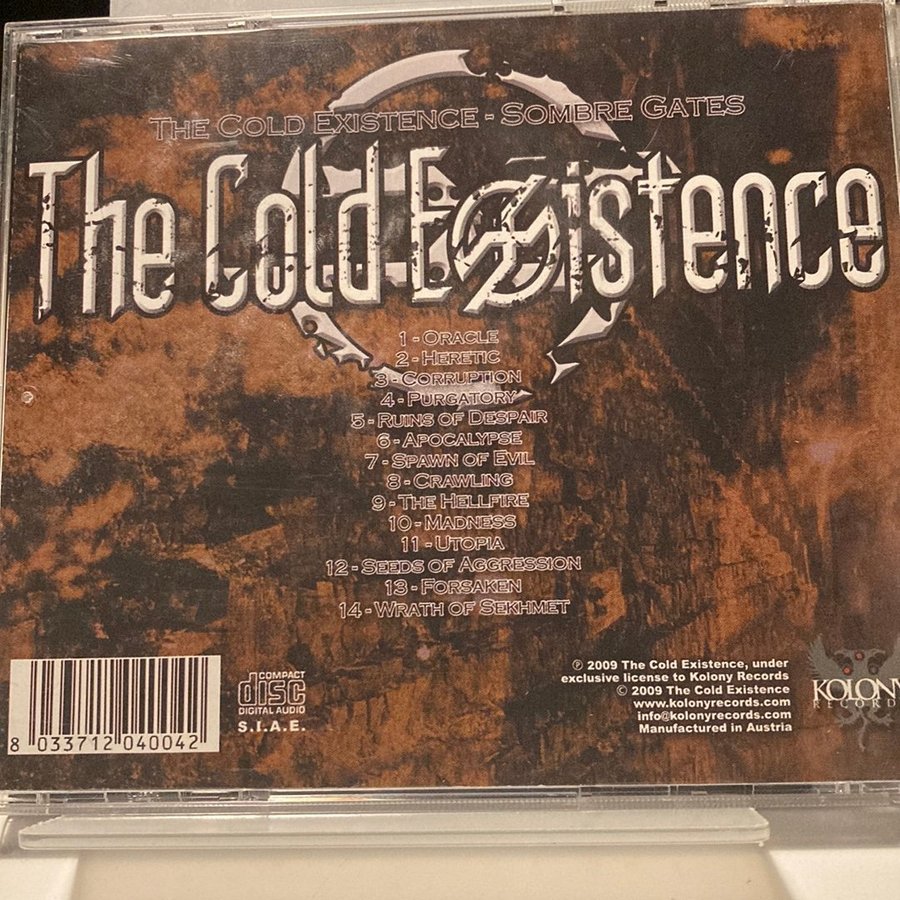 The Cold Existence - Sombre Gates
The Cold Existence
1 - Oracle
2 - Heretic
3 - Corruption
4 - Purgatory
5 - Ruins of Despair
6 - Apocalypse
7 - Spawn of Evil
8 - Crawling
9 - The Hellfire
10 - Madness
11 - Utopia
12 - Seeds of Aggression
13 - Forsaken
14 - Wrath of Sekhmet
8 033712 040042
COMPACT
disc
DIGITAL AUDIO
S.I.A.E.
℗ 2009 The Cold Existence, under
exclusive license to Kolony Records
© 2009 The Cold Existence
www.kolonyrecords.com
info@kolonyrecords.com
Manufactured in Austria
KOLONY
RECORDS